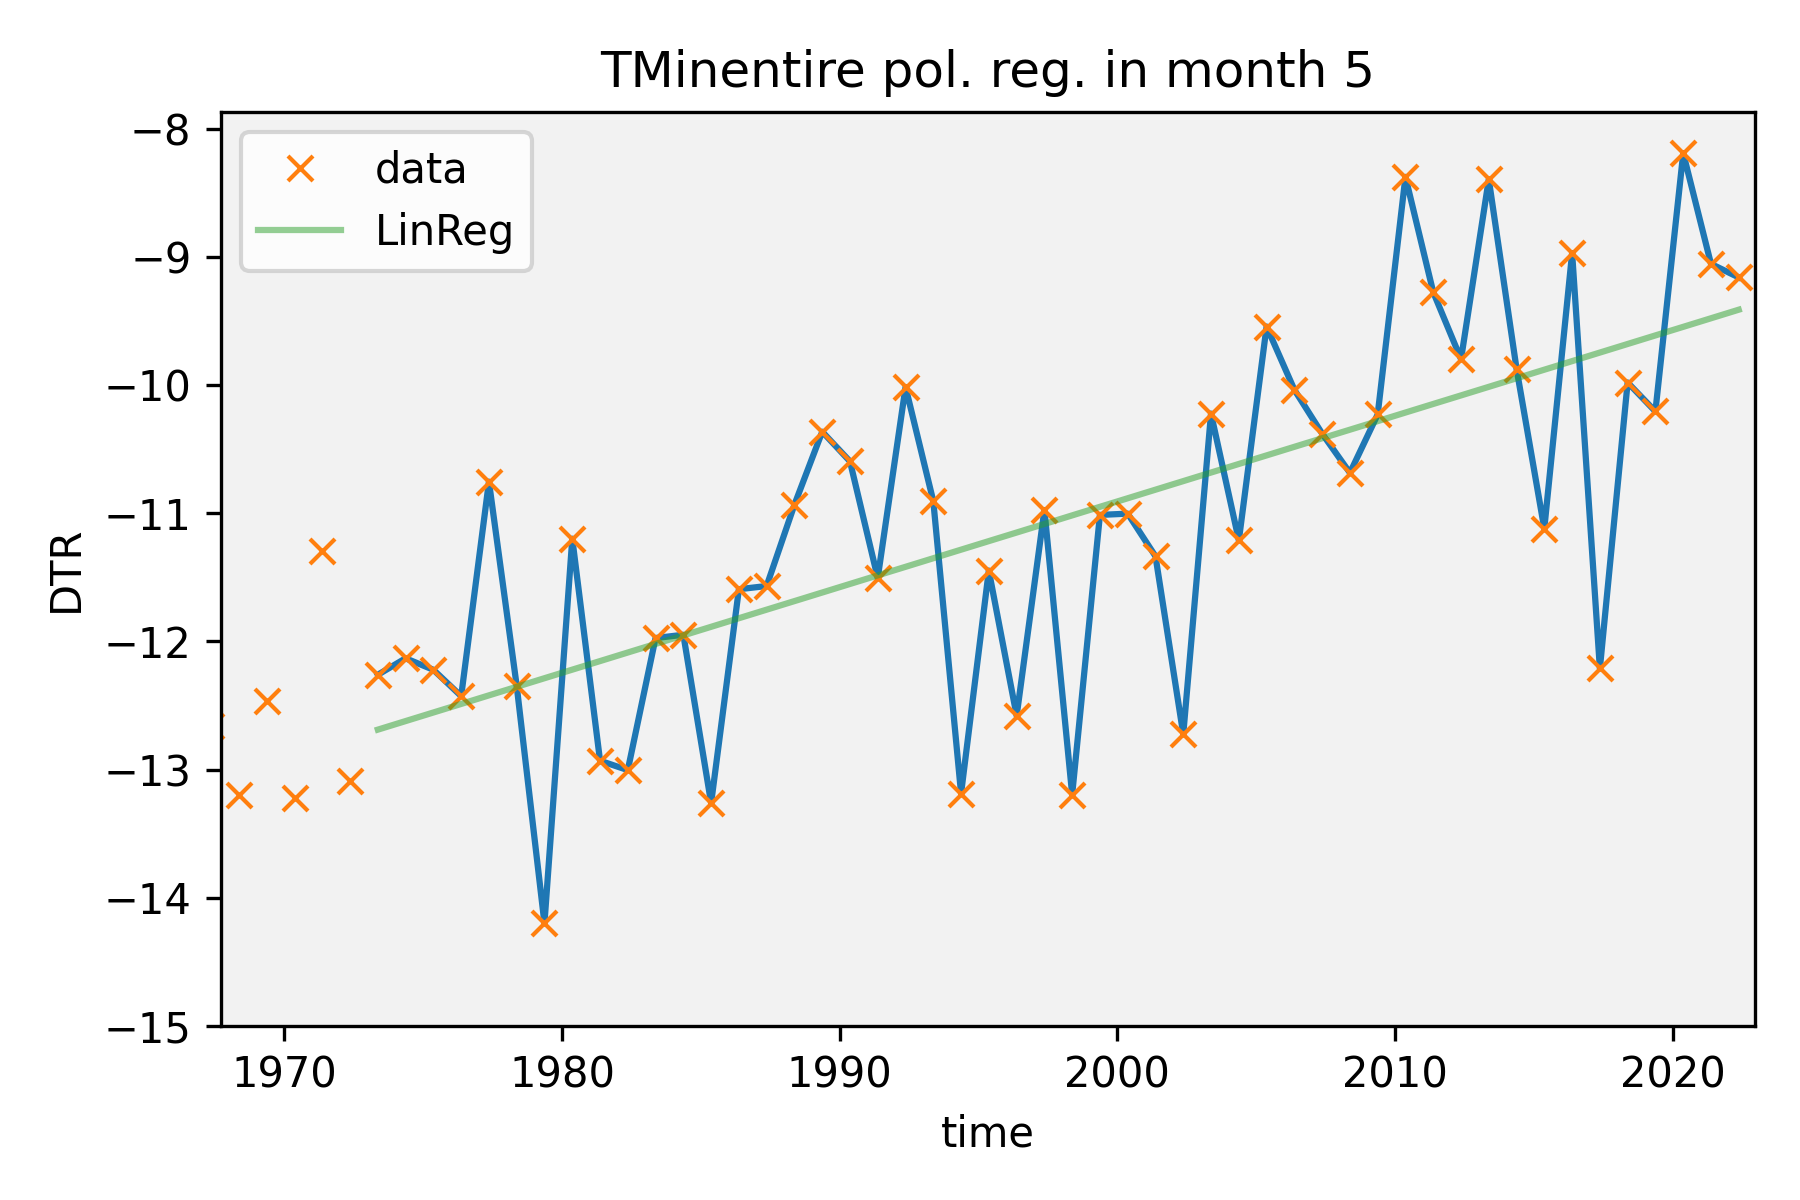 TMinentire pol. reg. in month 5
data
LinReg
−8
−9
−10
−11
−12
−13
−14
−15
DTR
1970 1980 1990 2000 2010 2020
time